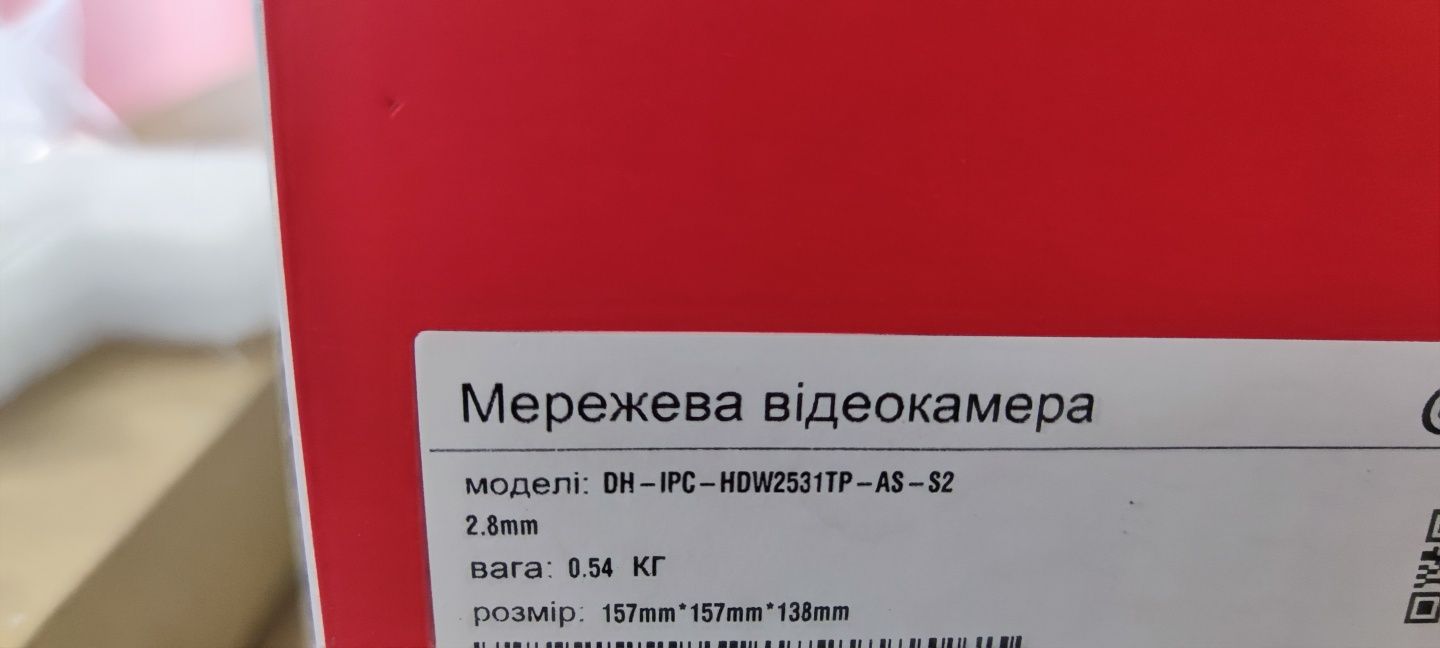 Мережева відеокамера
моделі: DH-IPC-HDW2531TP-AS-S2
2.8mm
вага: 0.54 КГ
розмір: 157mm*157mm*138mm